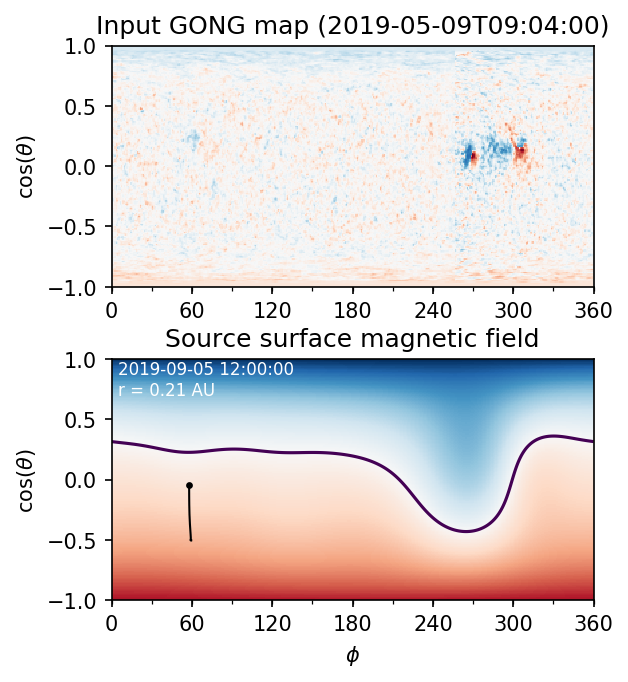 Input GONG map (2019-05-09T09:04:00)
1.0
0.5
0.0
−0.5
−1.0
cos(θ)
0 60 120 180 240 300 360
Source surface magnetic field
2019-09-05 12:00:00
r = 0.21 AU
1.0
0.5
0.0
−0.5
−1.0
cos(θ)
0 60 120 180 240 300 360
ϕ